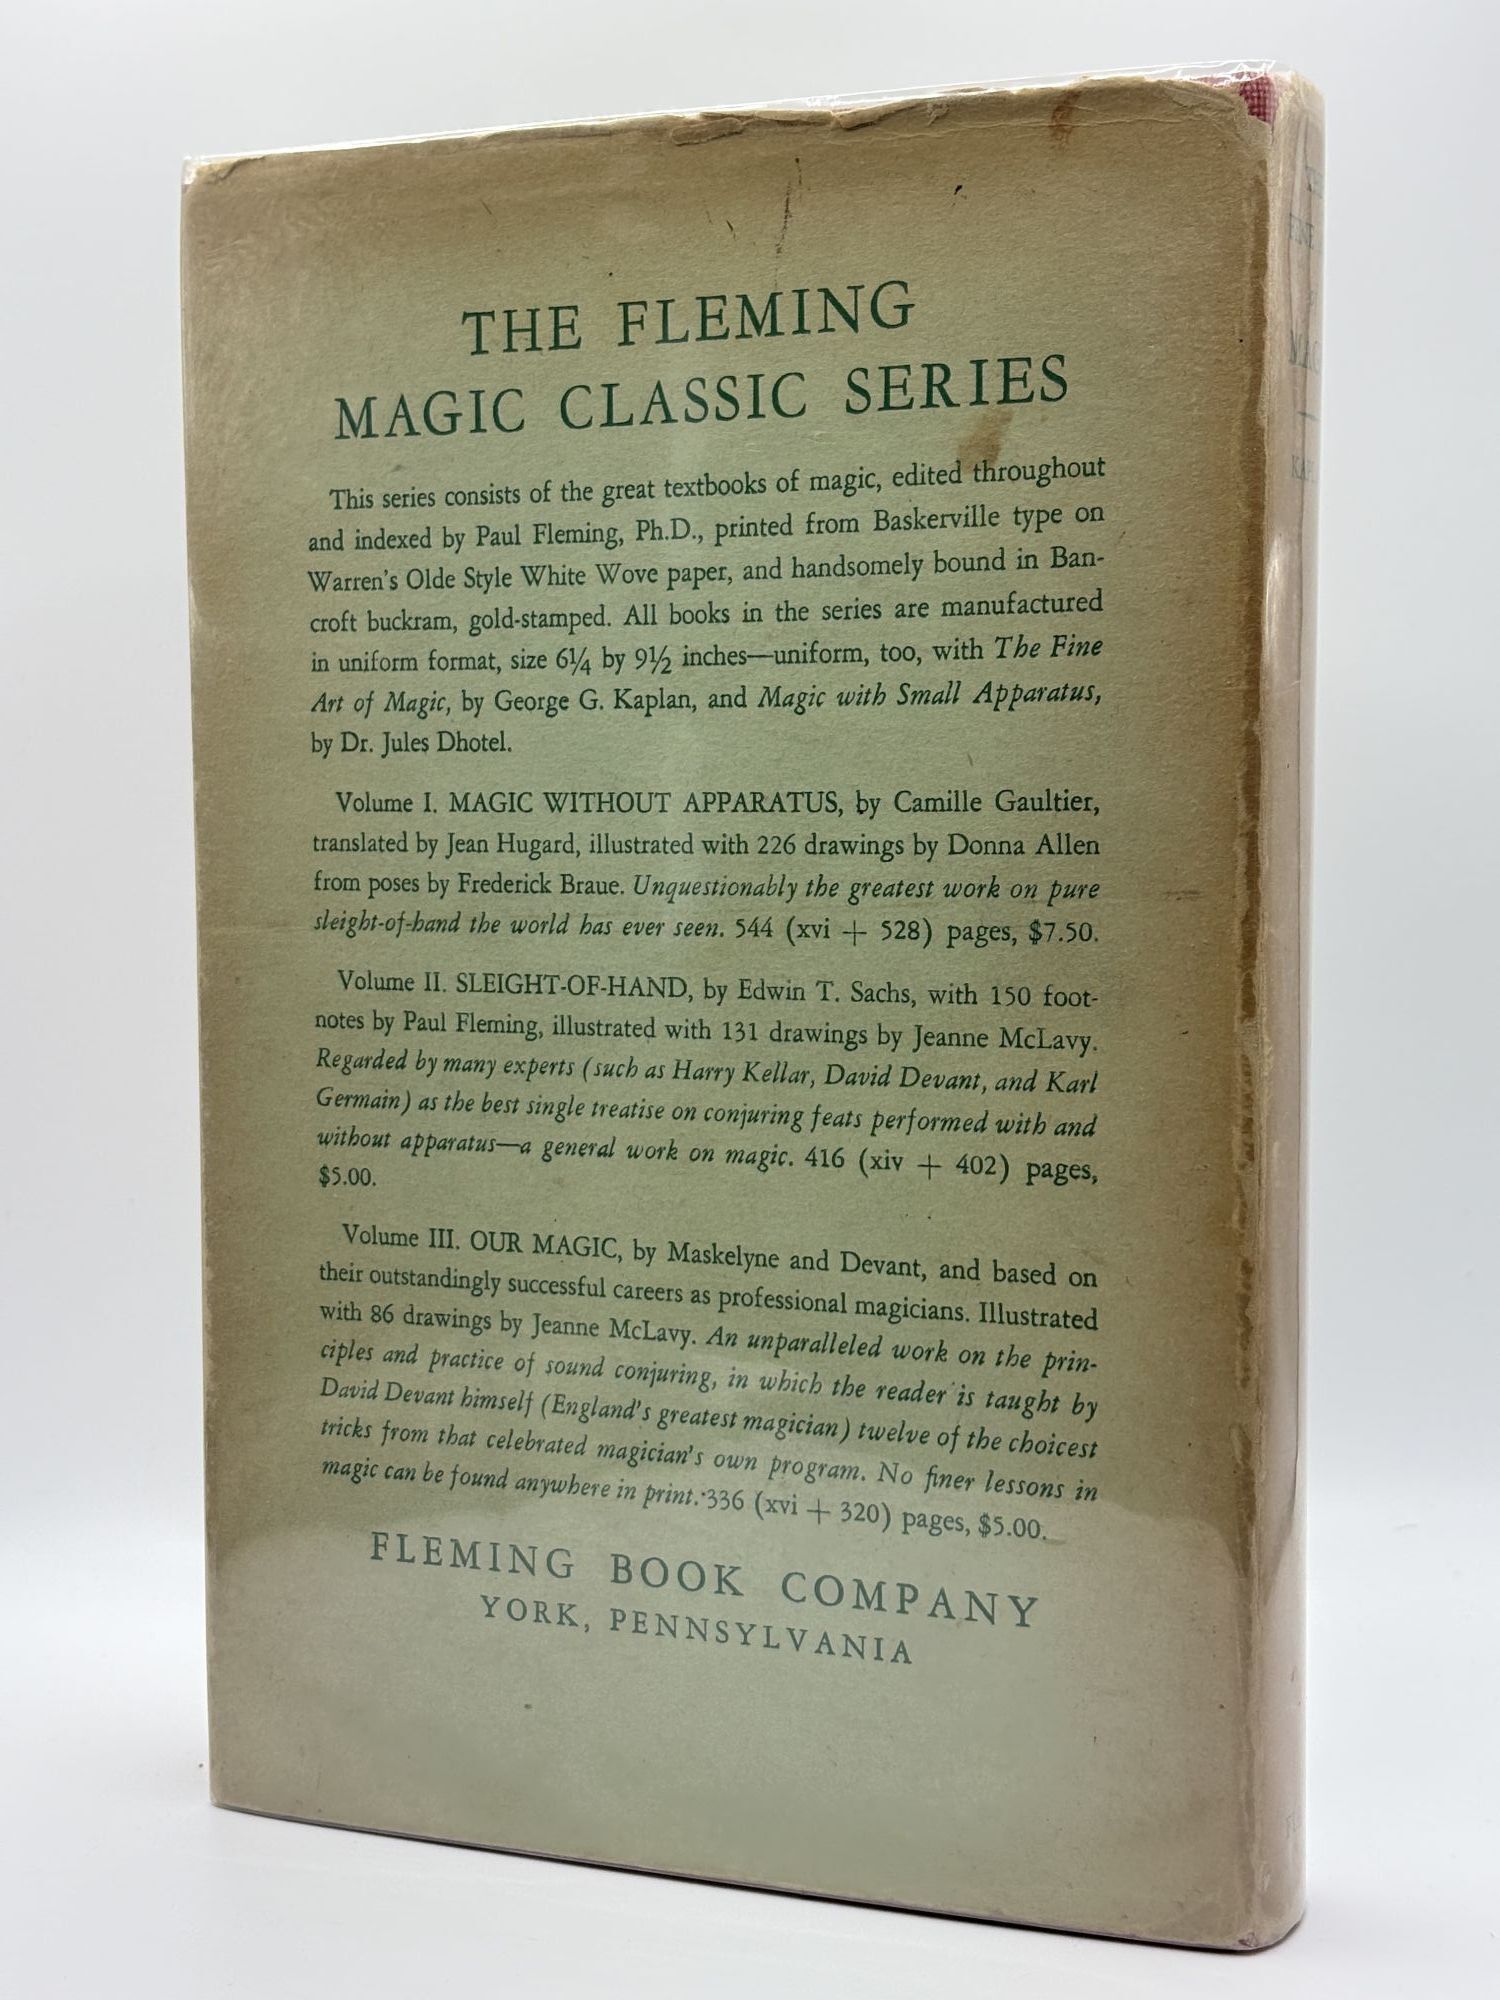 THE FLEMING
MAGIC CLASSIC SERIES
This series consists of the great textbooks of magic, edited throughout
and indexed by Paul Fleming, Ph.D., printed from Baskerville type on
Warren's Olde Style White Wove paper, and handsomely bound in Ban-
croft buckram, gold-stamped. All books in the series are manufactured
in uniform format, size 6¼ by 9½ inches—uniform, too, with The Fine
Art of Magic, by George G. Kaplan, and Magic with Small Apparatus,
by Dr. Jules Dhotel.
Volume I. MAGIC WITHOUT APPARATUS, by Camille Gaultier,
translated by Jean Hugard, illustrated with 226 drawings by Donna Allen
from poses by Frederick Braue. Unquestionably the greatest work on pure
sleight-of-hand the world has ever seen. 544 (xvi + 528) pages, $7.50.
Volume II. SLEIGHT-OF-HAND, by Edwin T. Sachs, with 150 foot-
notes by Paul Fleming, illustrated with 131 drawings by Jeanne McLavy.
Regarded by many experts (such as Harry Kellar, David Devant, and Karl
Germain) as the best single treatise on conjuring feats performed with and
without apparatus—a general work on magic. 416 (xiv + 402) pages,
$5.00.
Volume III. OUR MAGIC, by Maskelyne and Devant, and based on
their outstandingly successful careers as professional magicians. Illustrated
with 86 drawings by Jeanne McLavy. An unparalleled work on the prin-
ciples and practice of sound conjuring, in which the reader is taught by
David Devant himself (England's greatest magician) twelve of the choicest
tricks from that celebrated magician's own program. No finer lessons in
magic can be found anywhere in print. 336 (xvi + 320) pages, $5.00.
FLEMING BOOK COMPANY
YORK, PENNSYLVANIA